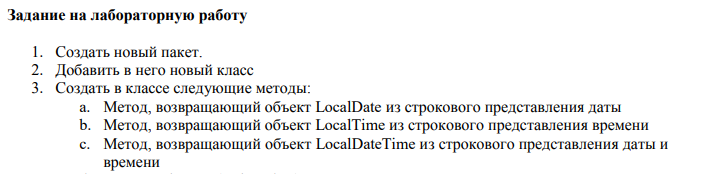 Задание на лабораторную работу
1. Создать новый пакет.
2. Добавить в него новый класс
3. Создать в классе следующие методы:
a. Метод, возвращающий объект LocalDate из строкового представления даты
b. Метод, возвращающий объект LocalTime из строкового представления времени
c. Метод, возвращающий объект LocalDateTime из строкового представления даты и
времени